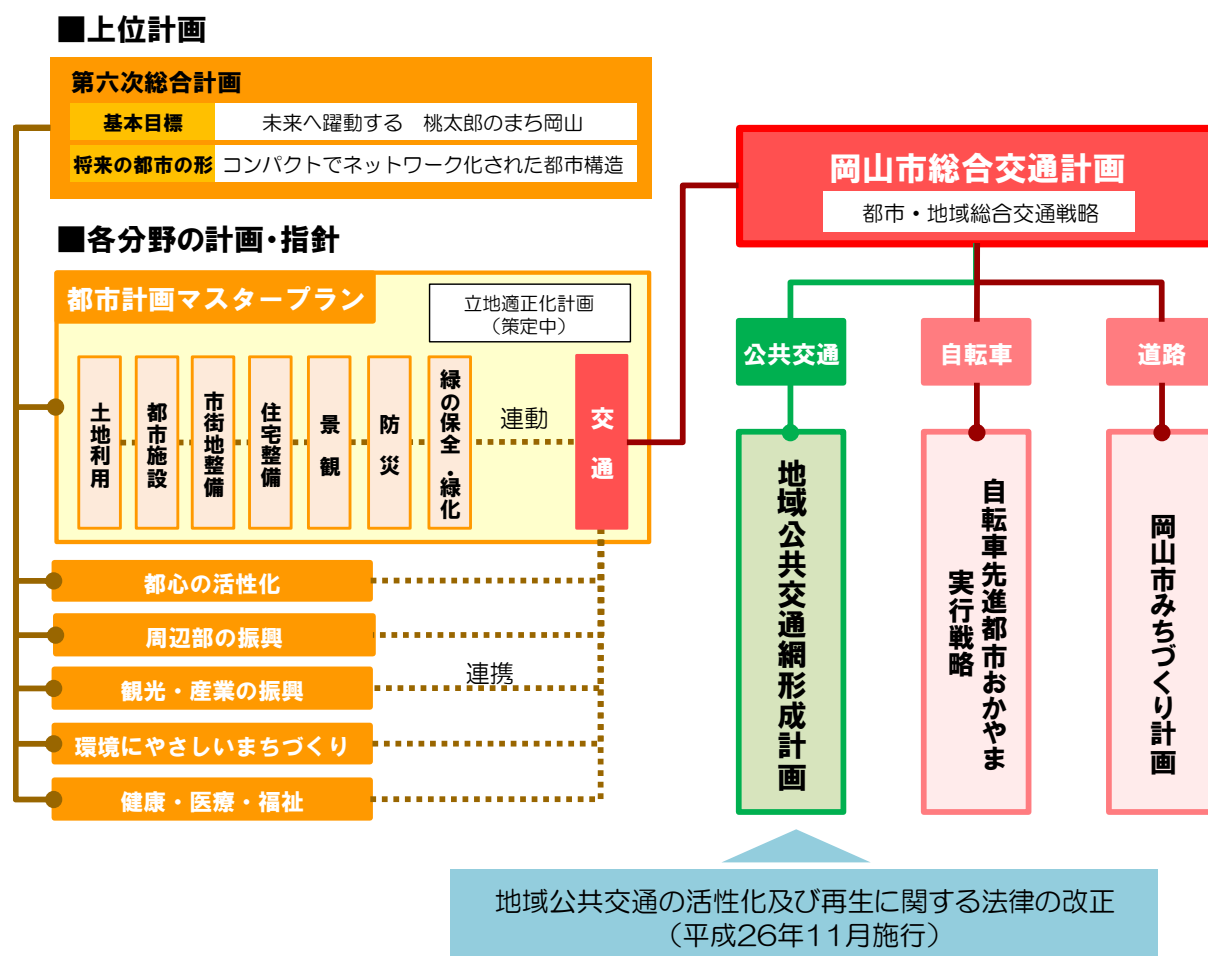 ■上位計画
第六次総合計画
基本目標
未来へ躍動する 桃太郎のまち岡山
将来の都市の形
コンパクトでネットワーク化された都市構造
■各分野の計画・指針
都市計画マスタープラン
立地適正化計画
（策定中）
土地利用
都市施設
市街地整備
住宅整備
景観
防災
緑の保全・緑化
連動
交通
都心の活性化
周辺部の振興
観光・産業の振興
環境にやさしいまちづくり
健康・医療・福祉
連携
岡山市総合交通計画
都市・地域総合交通戦略
公共交通
自転車
道路
地域公共交通網形成計画
自転車先進都市おかやま
実行戦略
岡山市みちづくり計画
地域公共交通の活性化及び再生に関する法律の改正
（平成26年11月施行）